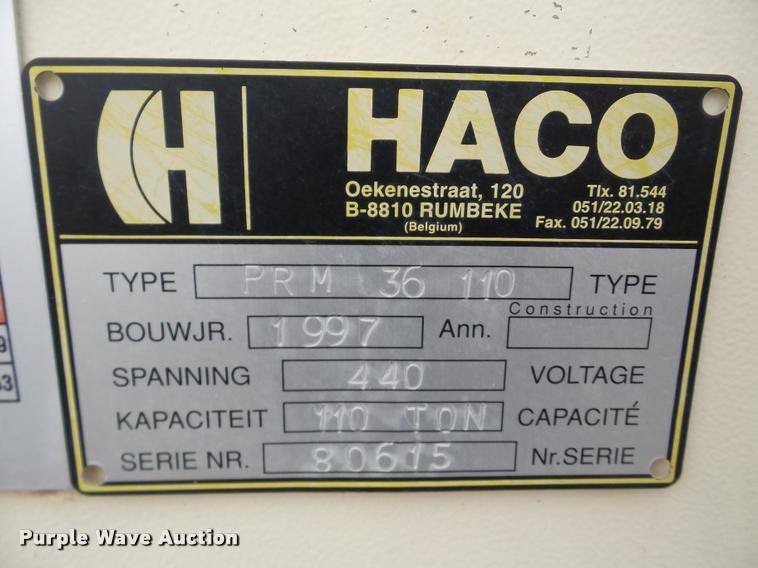 H
HACO
Oekenestraat, 120
B-8810 RUMBEKE
(Belgium)
Tlx. 81.544
051/22.03.18
Fax. 051/22.09.79
TYPE PRM 36 110 TYPE
BOUWJR. 1997 Ann. Construction
SPANNING 440 VOLTAGE
KAPACITEIT 110 TON CAPACITÉ
SERIE NR. 80615 Nr. SERIE
9
53
Purple Wave Auction